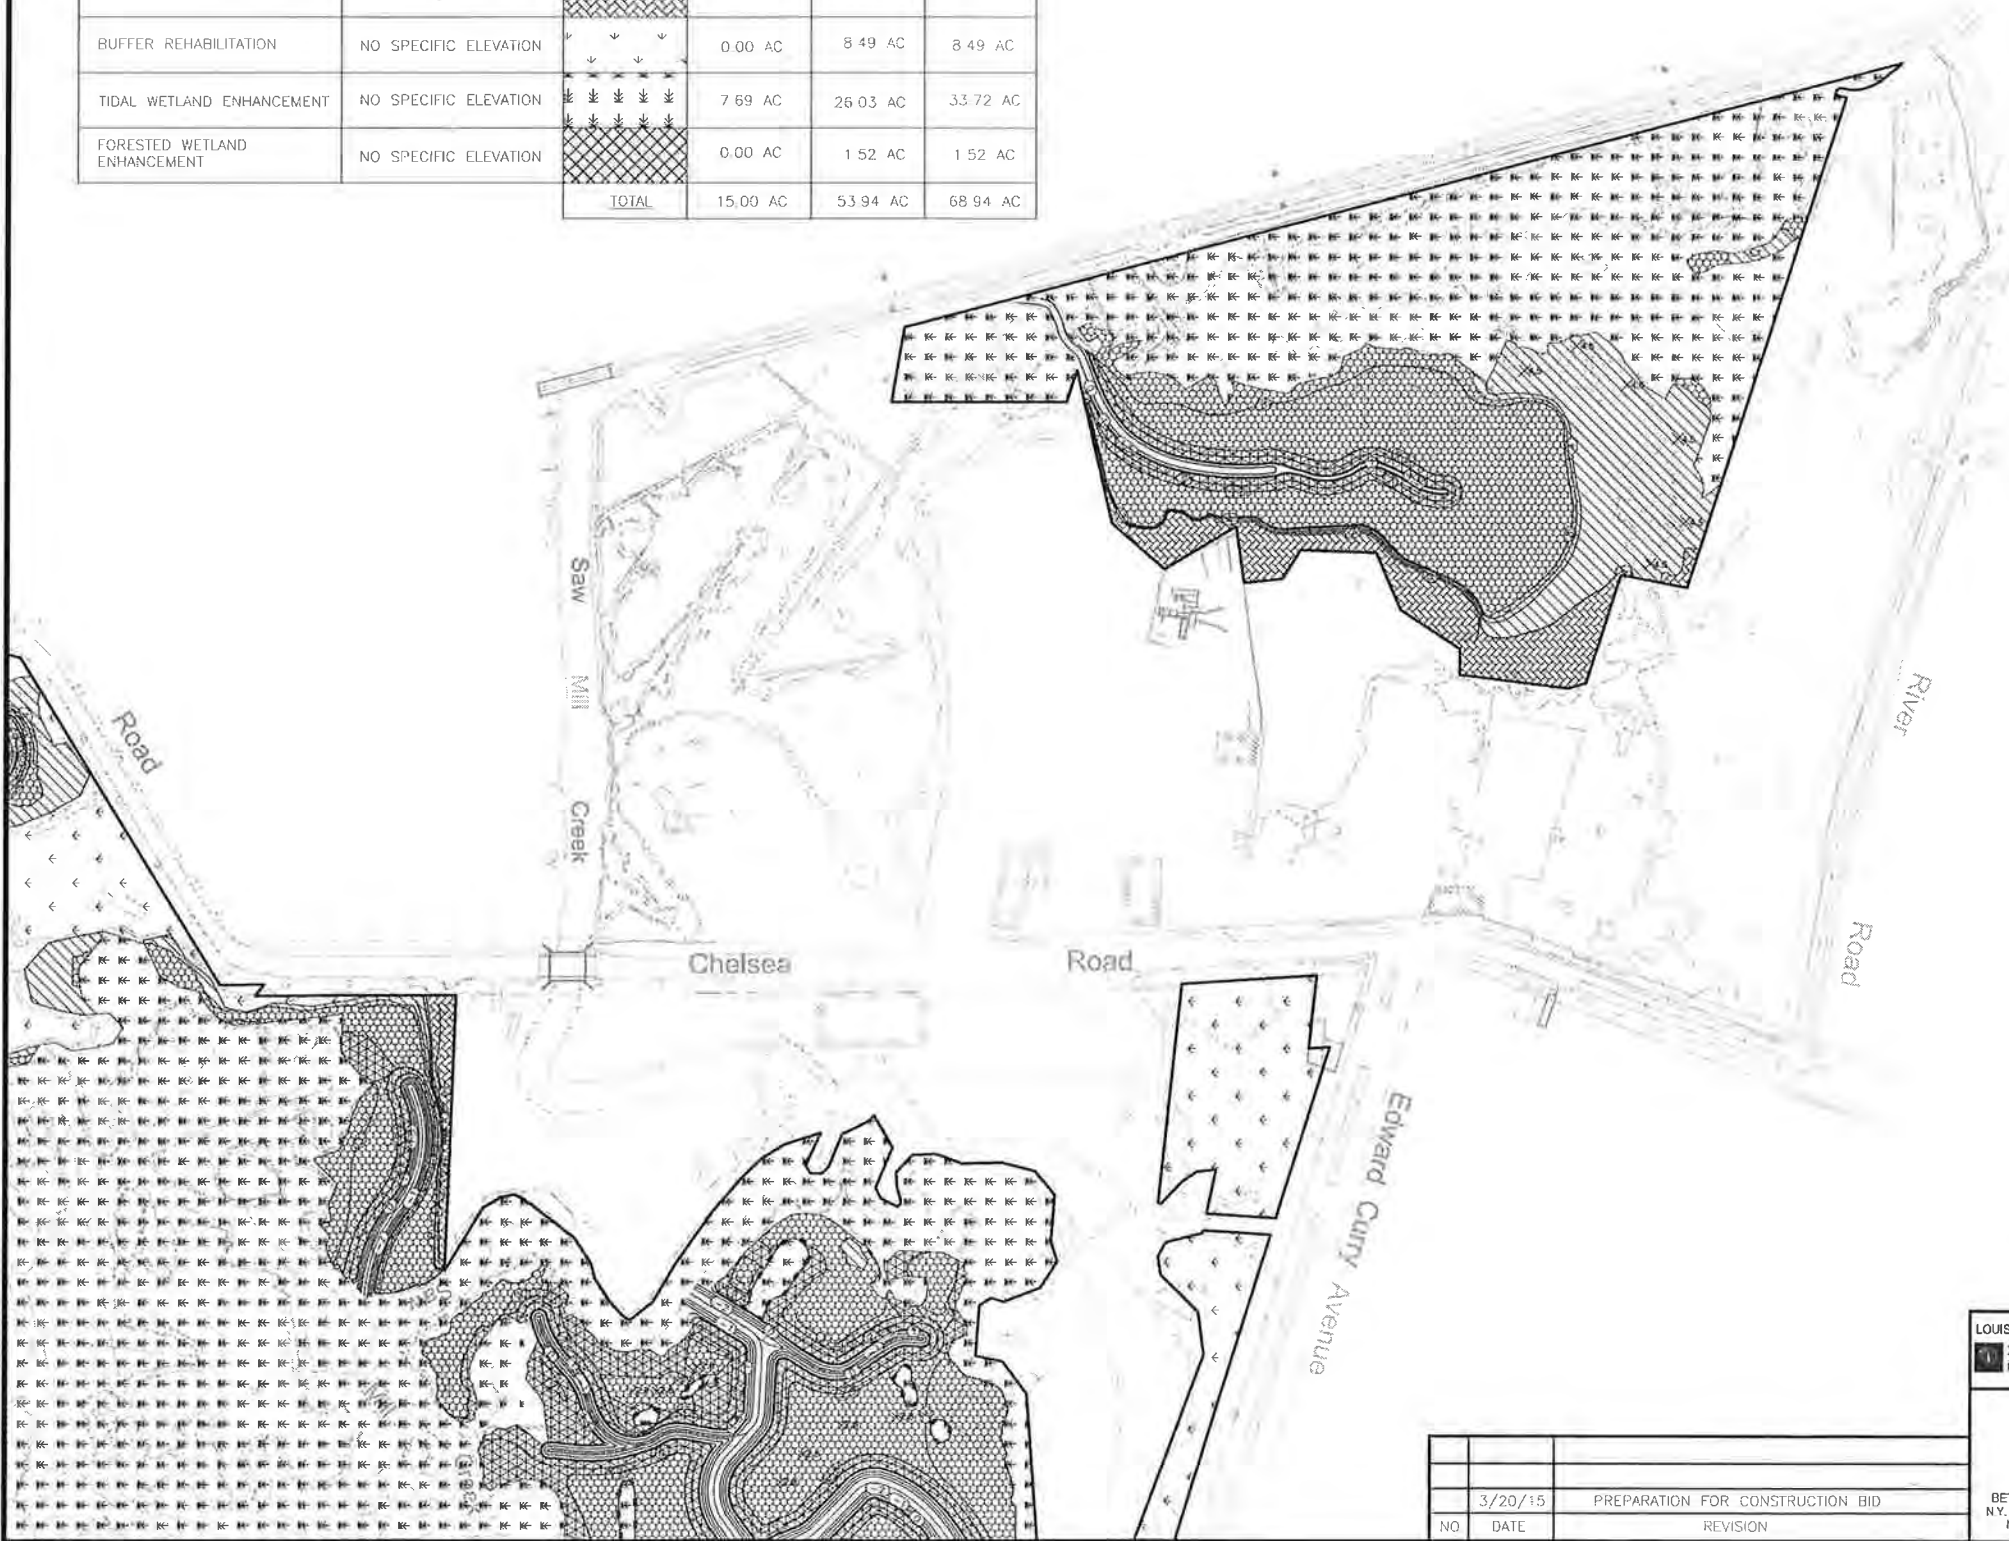 BUFFER REHABILITATION NO SPECIFIC ELEVATION 0.00 AC 8.49 AC 8.49 AC
TIDAL WETLAND ENHANCEMENT NO SPECIFIC ELEVATION 7.69 AC 26.03 AC 33.72 AC
FORESTED WETLAND
ENHANCEMENT NO SPECIFIC ELEVATION 0.00 AC 1.52 AC 1.52 AC
TOTAL 15.00 AC 53.94 AC 68.94 AC
Saw
Mill
Creek
Road
River
Road
Chelsea Road
Edward Curry Avenue
Creek
LOUIS
3/20/15 PREPARATION FOR CONSTRUCTION BID
NO DATE REVISION
BE
N.Y.